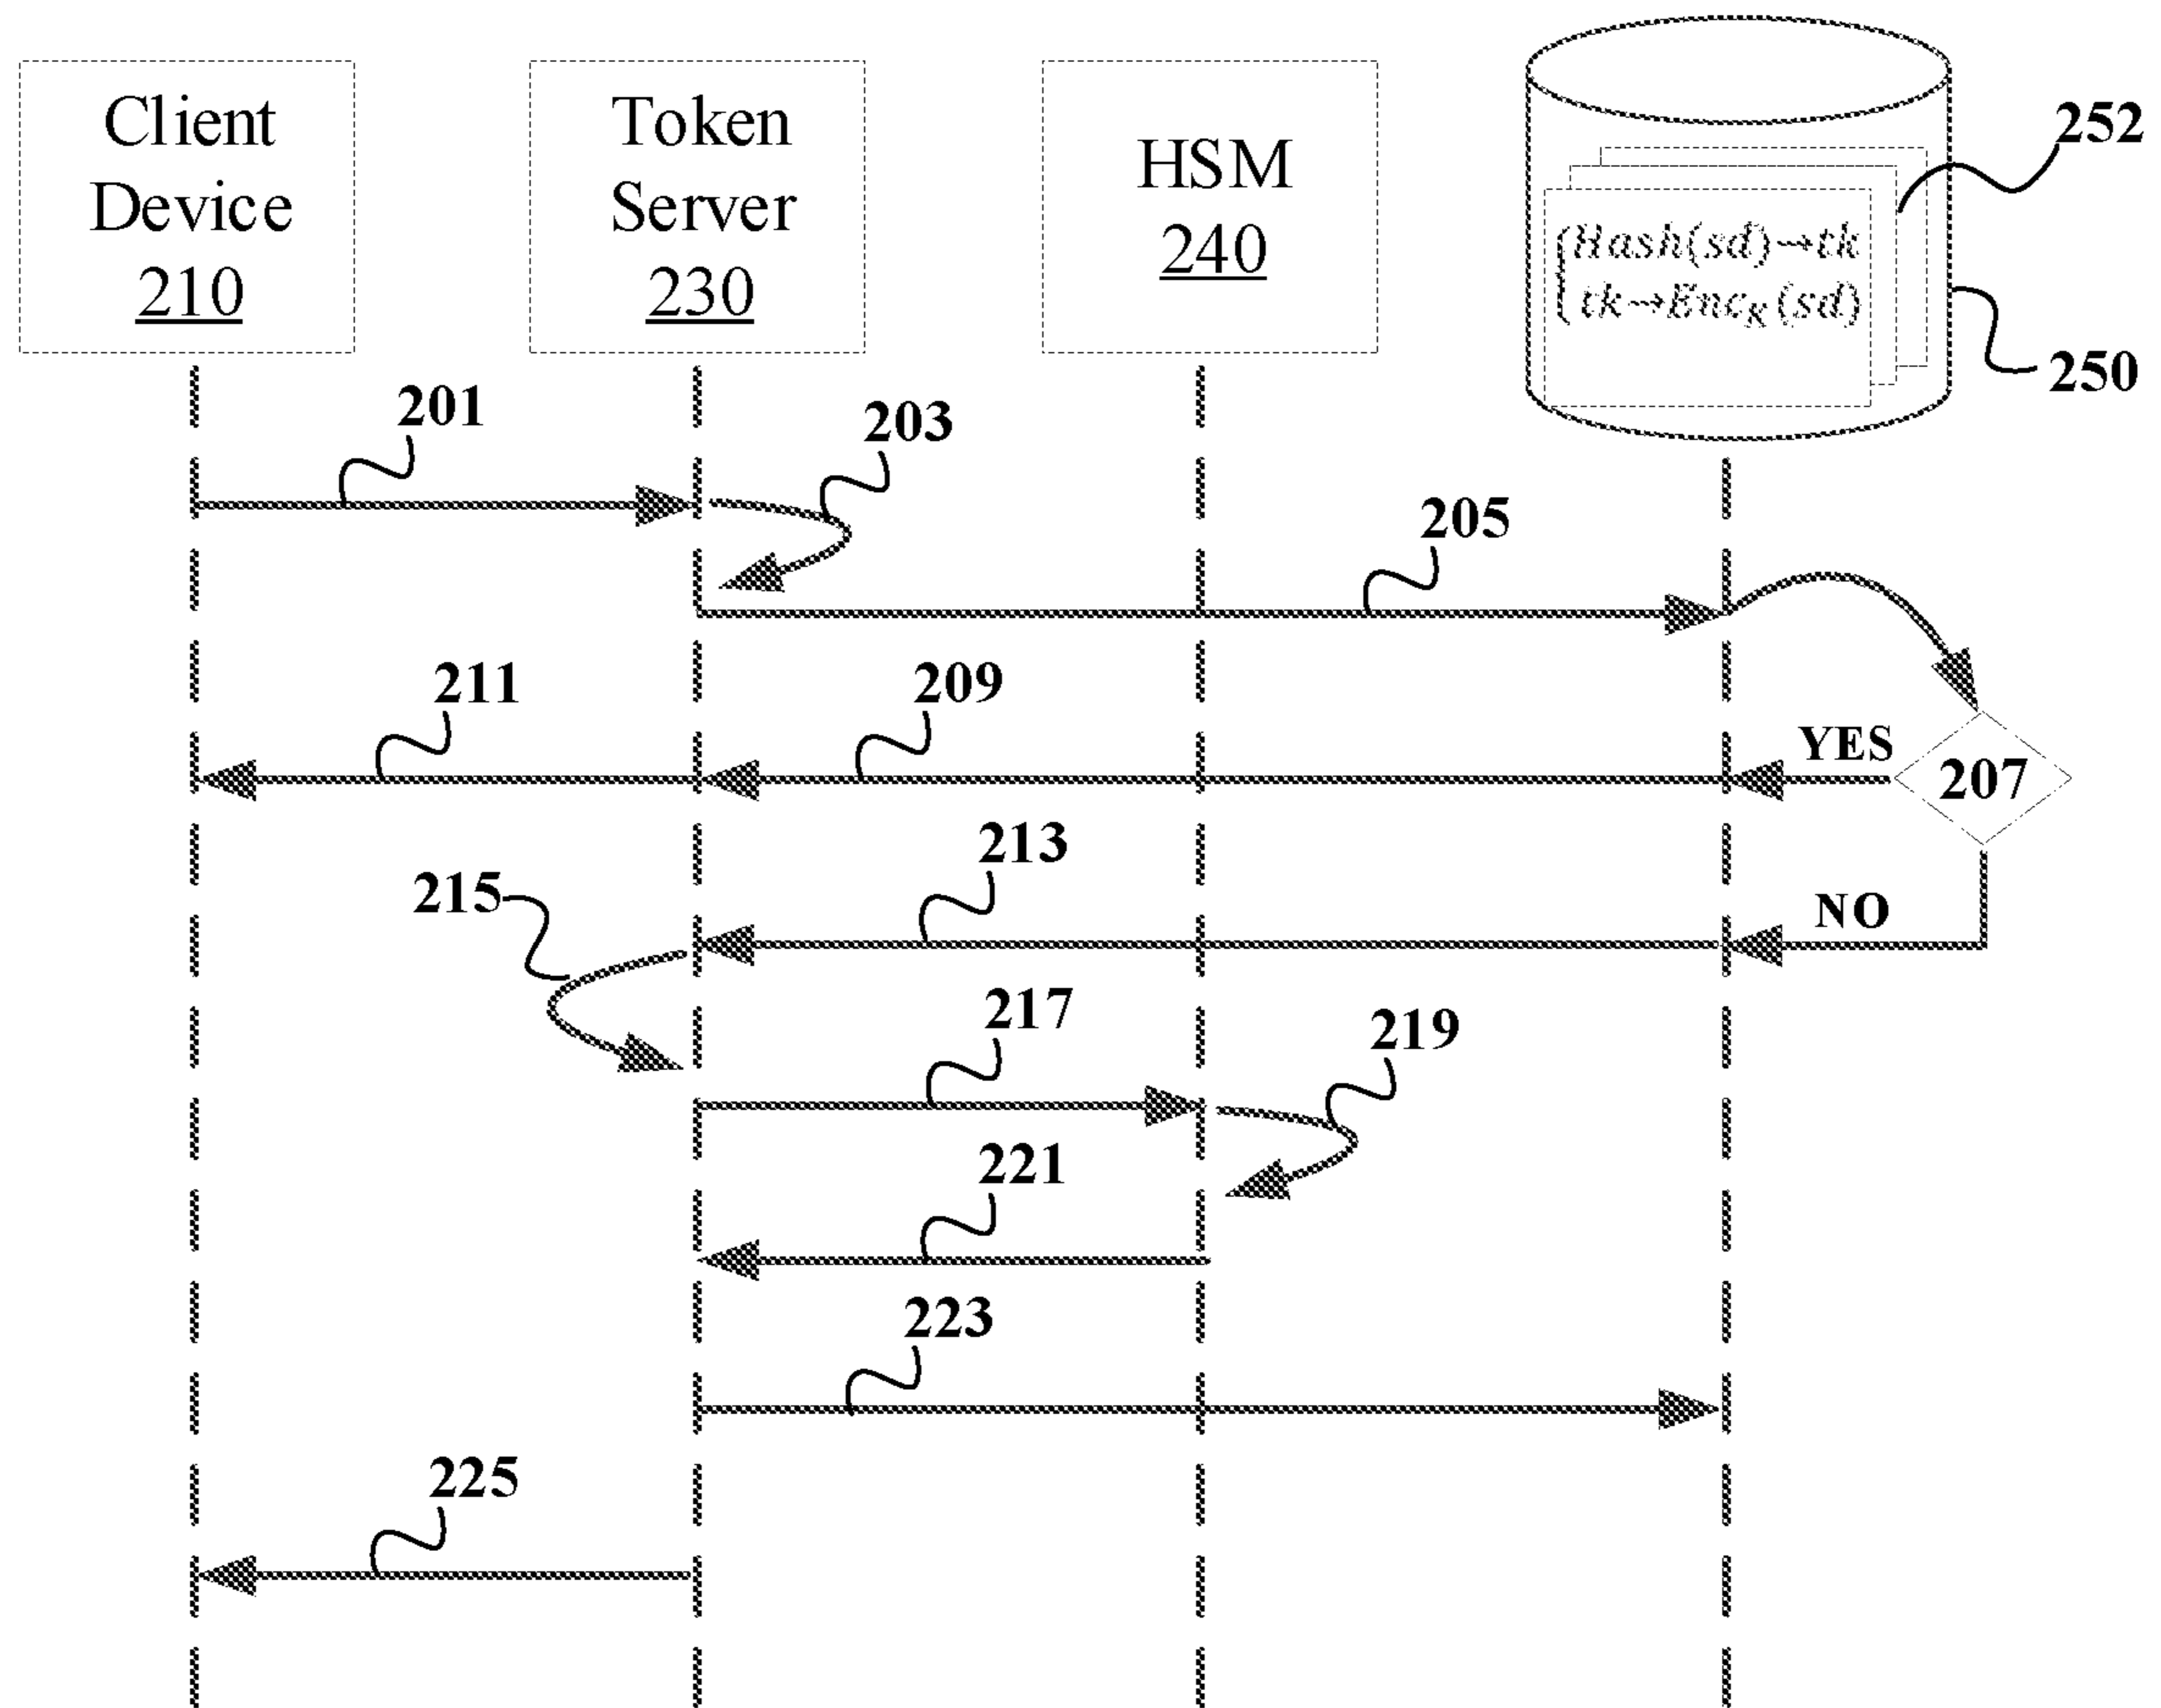 Client
Device
210
Token
Server
230
HSM
240
252
Hash(sd)→tk
tk→Enc_K(sd)
250
201
203
205
211
209
YES
207
213
215
NO
217
219
221
223
225